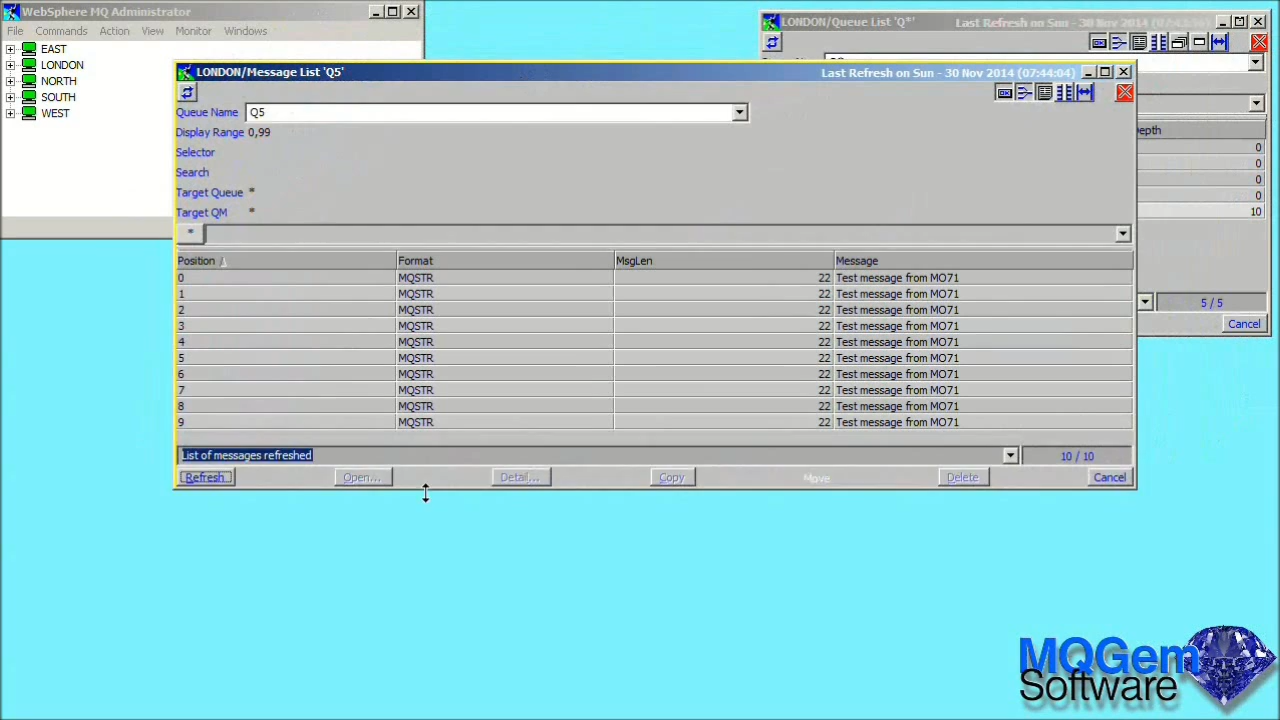 WebSphere MQ Administrator
File Commands Action View Monitor Windows
EAST
LONDON
NORTH
SOUTH
WEST
LONDON/Queue List 'Q*' Last Refresh on Sun - 30 Nov 2014
LONDON/Message List 'Q5' Last Refresh on Sun - 30 Nov 2014 (07:44:04)
Queue Name Q5
Display Range 0,99
Selector
Search
Target Queue *
Target QM *
*
Position Format MsgLen Message
0 MQSTR 22 Test message from MO71
1 MQSTR 22 Test message from MO71
2 MQSTR 22 Test message from MO71
3 MQSTR 22 Test message from MO71
4 MQSTR 22 Test message from MO71
5 MQSTR 22 Test message from MO71
6 MQSTR 22 Test message from MO71
7 MQSTR 22 Test message from MO71
8 MQSTR 22 Test message from MO71
9 MQSTR 22 Test message from MO71
List of messages refreshed 10 / 10
Refresh Open... Detail... Copy Move Delete Cancel
Depth
0
0
0
0
10
5 / 5
Cancel
MQGem
Software